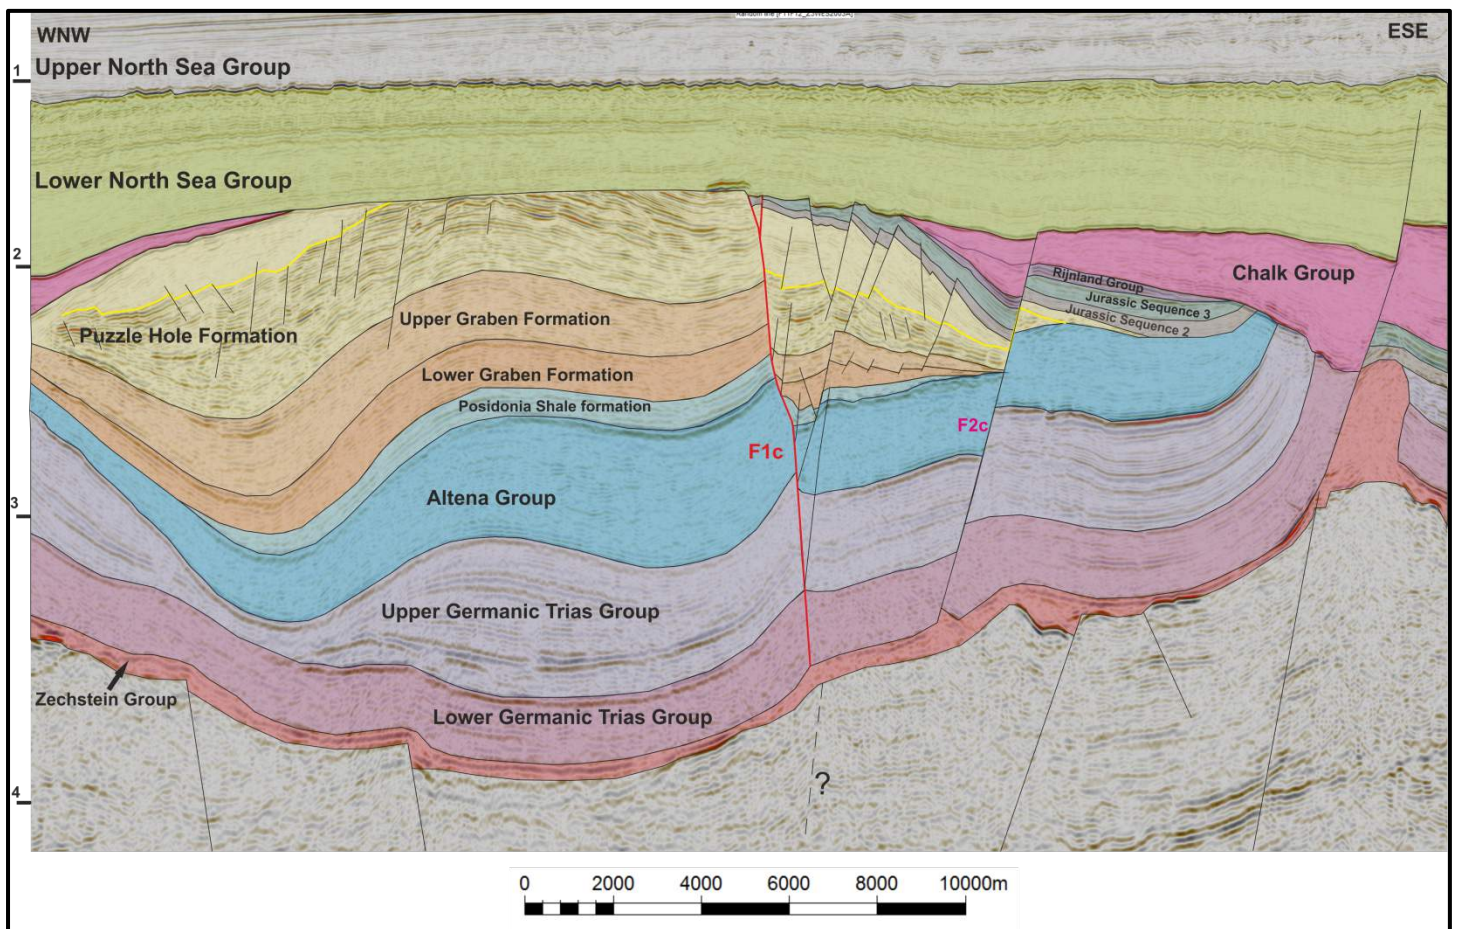 WNW
ESE
Upper North Sea Group
1
Lower North Sea Group
2
Chalk Group
Rijnland Group
Jurassic Sequence 3
Jurassic Sequence 2
Upper Graben Formation
Puzzle Hole Formation
Lower Graben Formation
Posidonia Shale formation
F2c
F1c
Altena Group
3
Upper Germanic Trias Group
Zechstein Group
Lower Germanic Trias Group
?
4
0 2000 4000 6000 8000 10000m